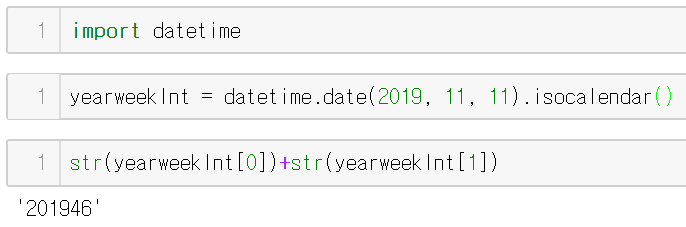 1 import datetime
1 yearweekInt = datetime.date(2019, 11, 11).isocalendar()
1 str(yearweekInt[0])+str(yearweekInt[1])
'201946'